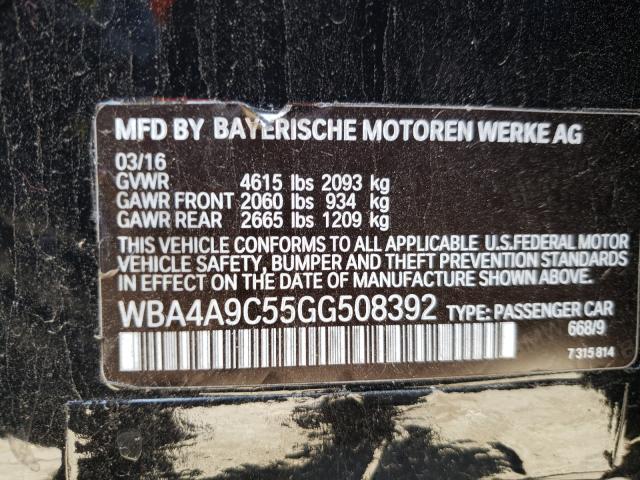 MFD BY BAYERISCHE MOTOREN WERKE AG
03/16
GVWR 4615 lbs 2093 kg
GAWR FRONT 2060 lbs 934 kg
GAWR REAR 2665 lbs 1209 kg
THIS VEHICLE CONFORMS TO ALL APPLICABLE U.S.FEDERAL MOTOR
VEHICLE SAFETY, BUMPER AND THEFT PREVENTION STANDARDS
IN EFFECT ON THE DATE OF MANUFACTURE SHOWN ABOVE.
WBA4A9C55GG508392 TYPE: PASSENGER CAR
668/9
7315814